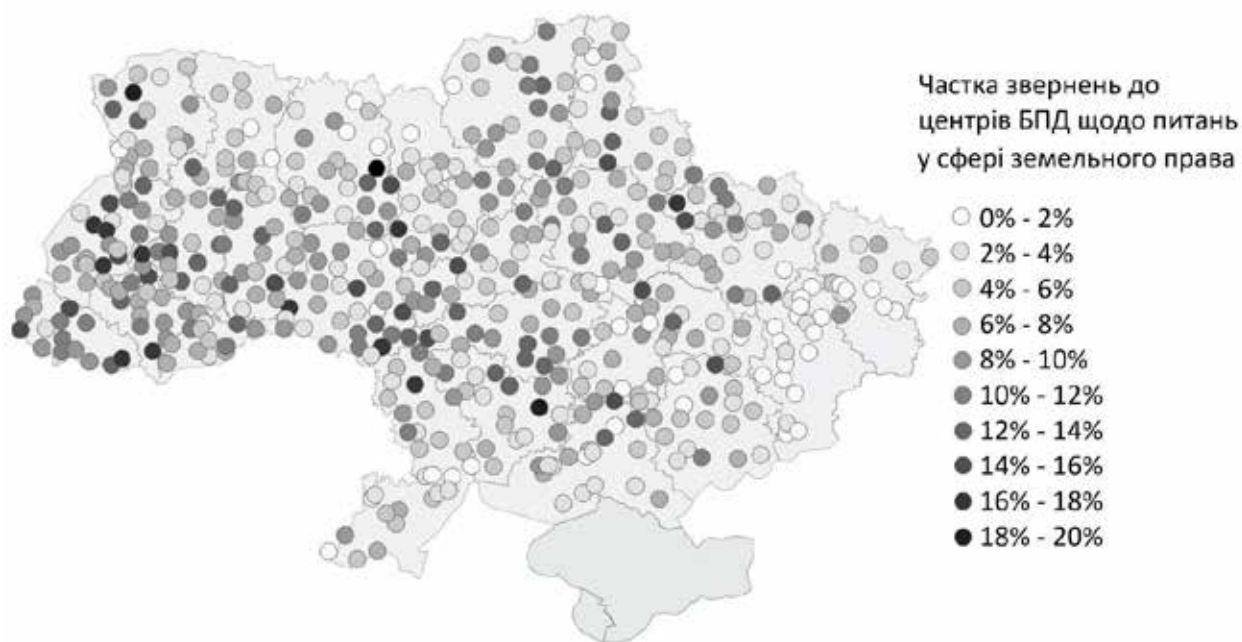 Частка звернень до
центрів БПД щодо питань
у сфері земельного права
0% - 2%
2% - 4%
4% - 6%
6% - 8%
8% - 10%
10% - 12%
12% - 14%
14% - 16%
16% - 18%
18% - 20%